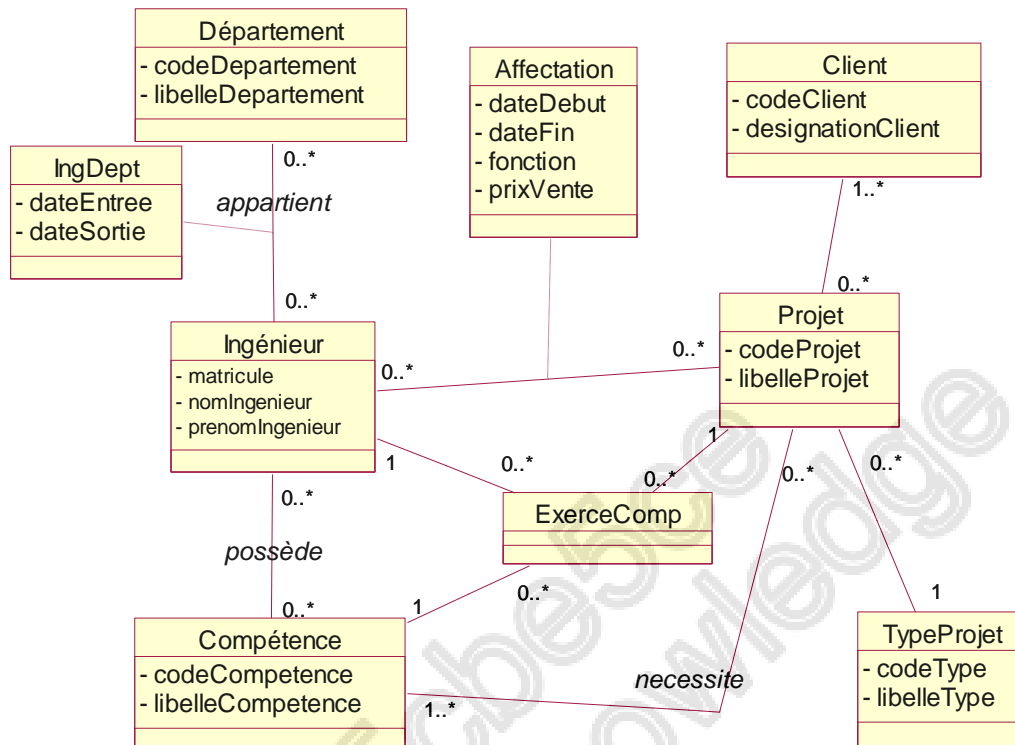 Département
- codeDepartement
- libelleDepartement
Affectation
- dateDebut
- dateFin
- fonction
- prixVente
Client
- codeClient
- designationClient
0..*
IngDept
- dateEntree
- dateSortie
appartient
1..*
0..*
0..*
Ingénieur
- matricule
- nomIngenieur
- prenomIngenieur
0..*
0..*
Projet
- codeProjet
- libelleProjet
1
0..*
0..*
1
0..*
0..*
0..*
ExerceComp
possède
0..*
1
0..*
1
Compétence
- codeCompetence
- libelleCompetence
1..*
necessite
TypeProjet
- codeType
- libelleType
cbe5ce
owledge